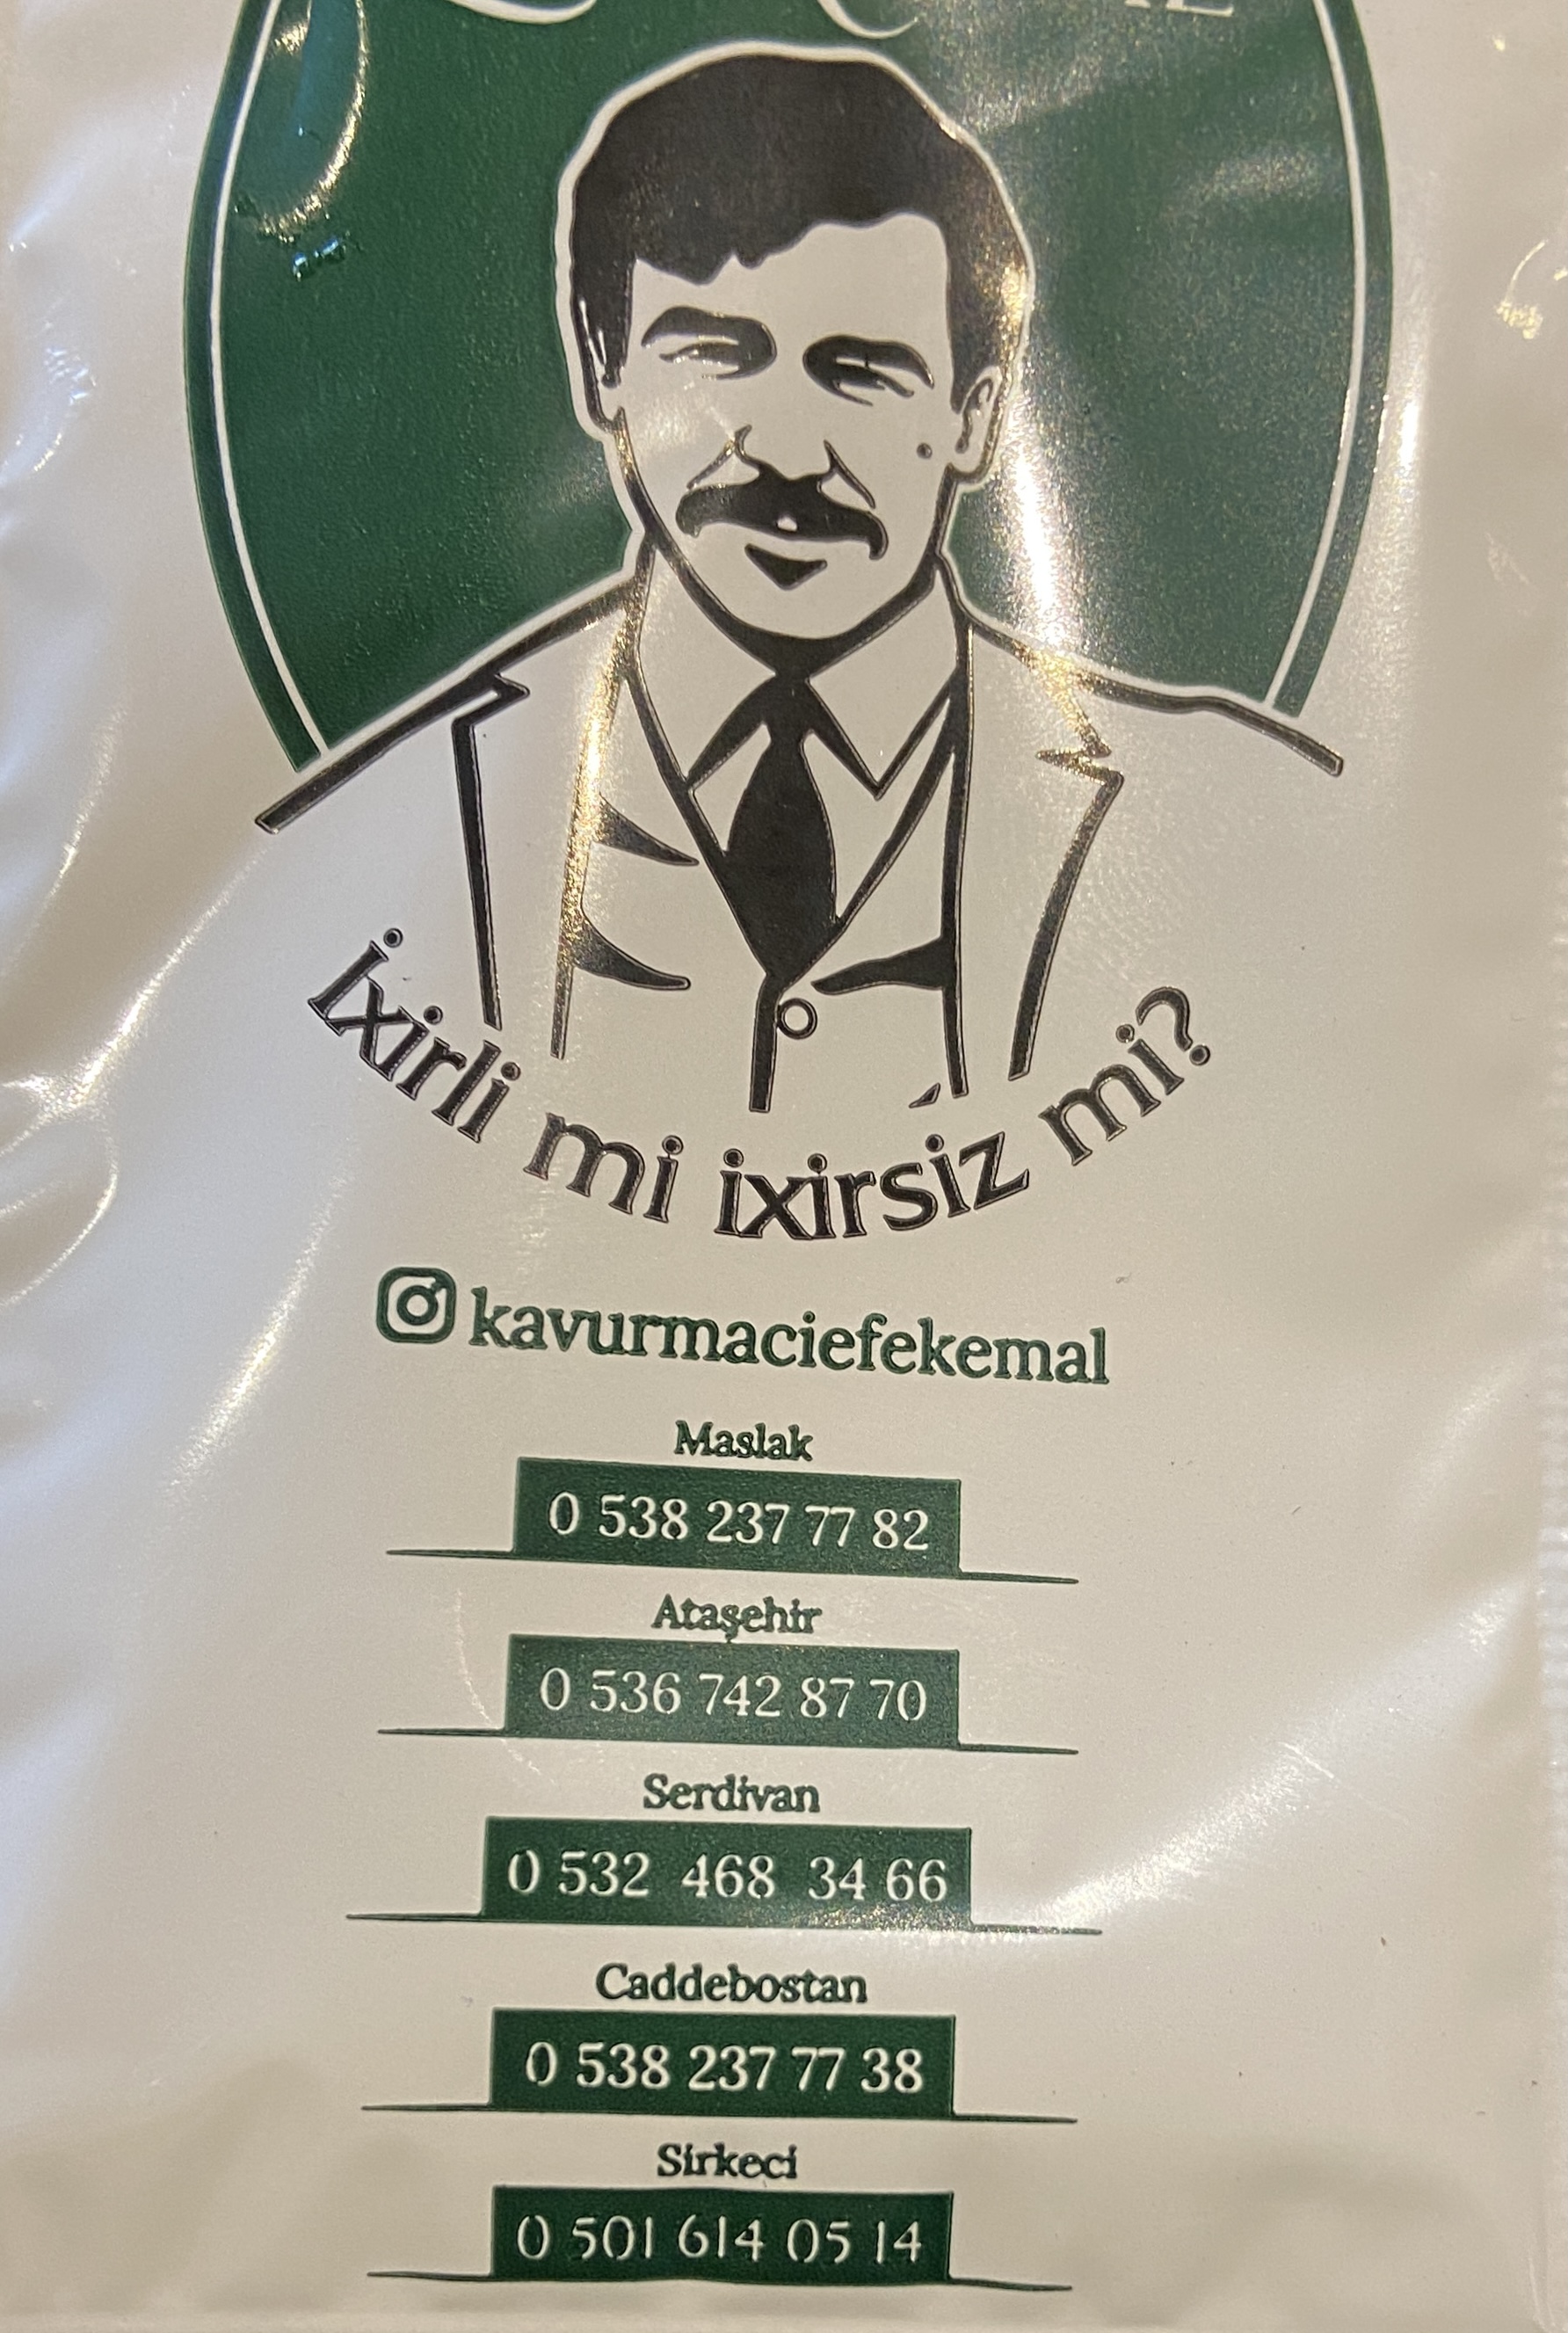 ixirli mi ixirsiz mi?
kavurmaciefekemal
Maslak
0 538 237 77 82
Ataşehir
0 536 742 87 70
Serdivan
0 532 468 34 66
Caddebostan
0 538 237 77 38
Sirkeci
0 501 614 05 14